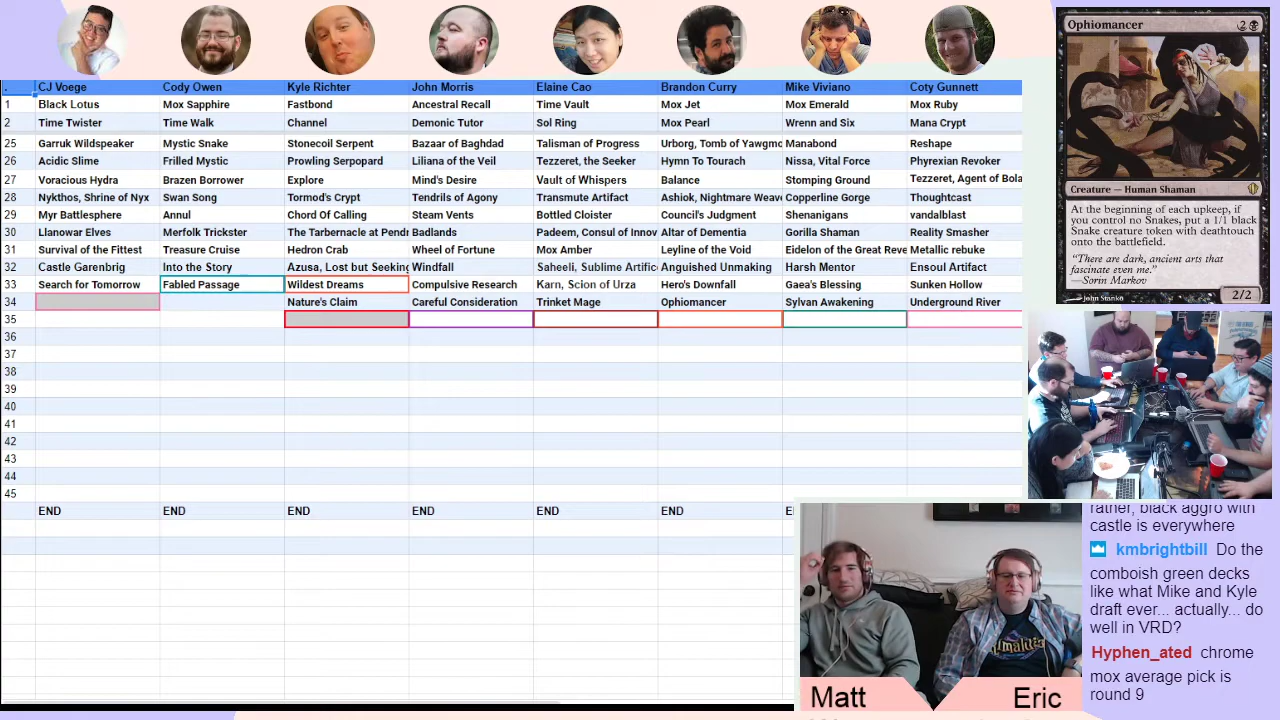 . CJ Voege Cody Owen Kyle Richter John Morris Elaine Cao Brandon Curry Mike Viviano Coty Gunnett
1 Black Lotus Mox Sapphire Fastbond Ancestral Recall Time Vault Mox Jet Mox Emerald Mox Ruby
2 Time Twister Time Walk Channel Demonic Tutor Sol Ring Mox Pearl Wrenn and Six Mana Crypt
25 Garruk Wildspeaker Mystic Snake Stonecoil Serpent Bazaar of Baghdad Talisman of Progress Urborg, Tomb of Yawgmo Manabond Reshape
26 Acidic Slime Frilled Mystic Prowling Serpopard Liliana of the Veil Tezzeret, the Seeker Hymn To Tourach Nissa, Vital Force Phyrexian Revoker
27 Voracious Hydra Brazen Borrower Explore Mind's Desire Vault of Whispers Balance Stomping Ground Tezzeret, Agent of Bola
28 Nykthos, Shrine of Nyx Swan Song Tormod's Crypt Tendrils of Agony Transmute Artifact Ashiok, Nightmare Weav Copperline Gorge Thoughtcast
29 Myr Battlesphere Annul Chord Of Calling Steam Vents Bottled Cloister Council's Judgment Shenanigans vandalblast
30 Llanowar Elves Merfolk Trickster The Tarbernacle at Pendr Badlands Padeem, Consul of Innov Altar of Dementia Gorilla Shaman Reality Smasher
31 Survival of the Fittest Treasure Cruise Hedron Crab Wheel of Fortune Mox Amber Leyline of the Void Eidelon of the Great Reve Metallic rebuke
32 Castle Garenbrig Into the Story Azusa, Lost but Seeking Windfall Saheeli, Sublime Artific Anguished Unmaking Harsh Mentor Ensoul Artifact
33 Search for Tomorrow Fabled Passage Wildest Dreams Compulsive Research Karn, Scion of Urza Hero's Downfall Gaea's Blessing Sunken Hollow
34 Nature's Claim Careful Consideration Trinket Mage Ophiomancer Sylvan Awakening Underground River
35
36
37
38
39
40
41
42
43
44
45
END END END END END END E
Ophiomancer 2
Creature — Human Shaman
At the beginning of each upkeep, if
you control no Snakes, put a 1/1 black
Snake creature token with deathtouch
onto the battlefield.
"There are dark, ancient arts that
fascinate even me."
—Sorin Markov
John Stanko
2/2
rather, black aggro with
castle is everywhere
kmbrightbill Do the
comboish green decks
like what Mike and Kyle
draft ever... actually... do
well in VRD?
Hyphen_ated chrome
mox average pick is
round 9
Matt Eric